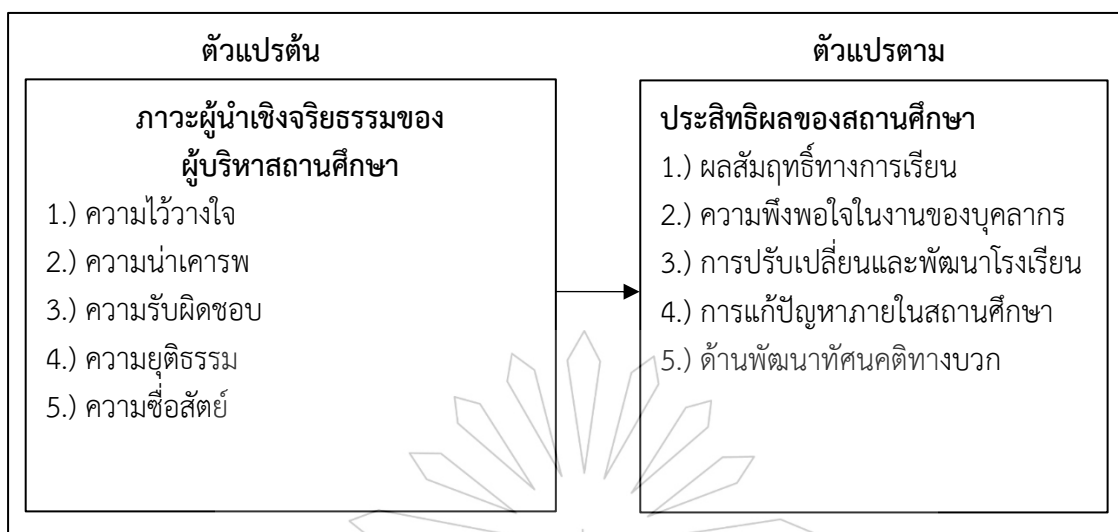 ตัวแปรต้น
ภาวะผู้นำเชิงจริยธรรมของ
ผู้บริหาสถานศึกษา
1.) ความไว้วางใจ
2.) ความน่าเคารพ
3.) ความรับผิดชอบ
4.) ความยุติธรรม
5.) ความซื่อสัตย์
ตัวแปรตาม
ประสิทธิผลของสถานศึกษา
1.) ผลสัมฤทธิ์ทางการเรียน
2.) ความพึงพอใจในงานของบุคลากร
3.) การปรับเปลี่ยนและพัฒนาโรงเรียน
4.) การแก้ปัญหาภายในสถานศึกษา
5.) ด้านพัฒนาทัศนคติทางบวก